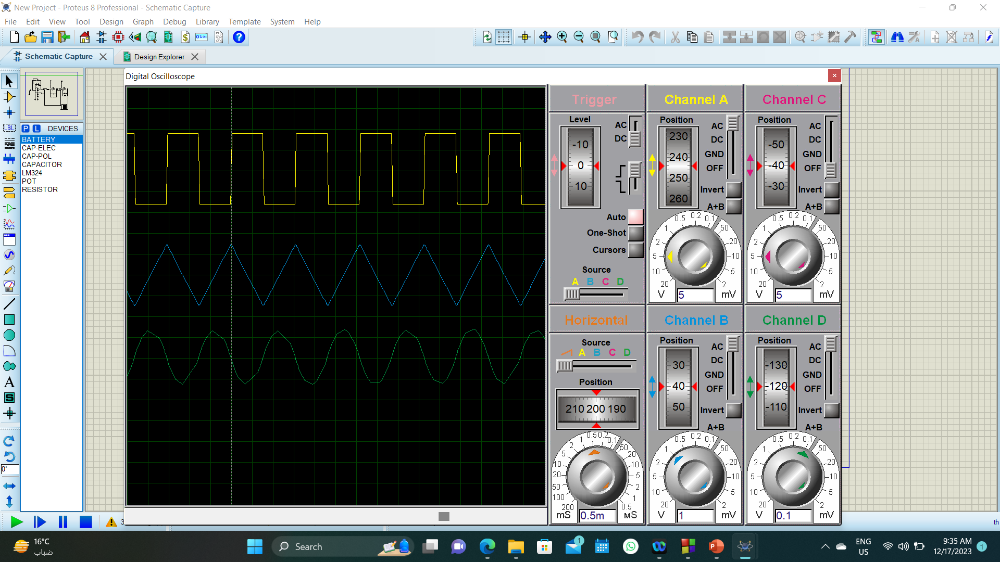 New Project - Proteus 8 Professional - Schematic Capture
File Edit View Tool Design Graph Debug Library Template System Help
Schematic Capture
Design Explorer
Digital Oscilloscope
P L DEVICES
BATTERY
CAP-ELEC
CAP-POL
CAPACITOR
LM324
POT
RESISTOR
LBL
A
S
0°
Trigger
Level
-10
0
10
AC
DC
Auto
One-Shot
Cursors
Source
A B C D
Channel A
Position
230
240
250
260
AC
DC
GND
OFF
Invert
A+B
20 10 5 2 1 0.5 0.2 0.1 50 20 10 5 2
V 5 mV
Channel C
Position
-50
-40
-30
AC
DC
GND
OFF
Invert
A+B
20 10 5 2 1 0.5 0.2 0.1 50 20 10 5 2
V 5 mV
Horizontal
Source
A B C D
Position
210 200 190
200 100 50 20 10 5 2 1 0.5 0.2 0.1 50 20 10 5 2 1 0.5
mS 0.5m мS
Channel B
Position
30
40
50
AC
DC
GND
OFF
Invert
A+B
20 10 5 2 1 0.5 0.2 0.1 50 20 10 5 2
V 1 mV
Channel D
Position
-130
-120
-110
AC
DC
GND
OFF
Invert
A+B
20 10 5 2 1 0.5 0.2 0.1 50 20 10 5 2
V 0.1 mV
3
th
16°C
ضباب
Search
1
ENG
US
9:35 AM
12/17/2023
1